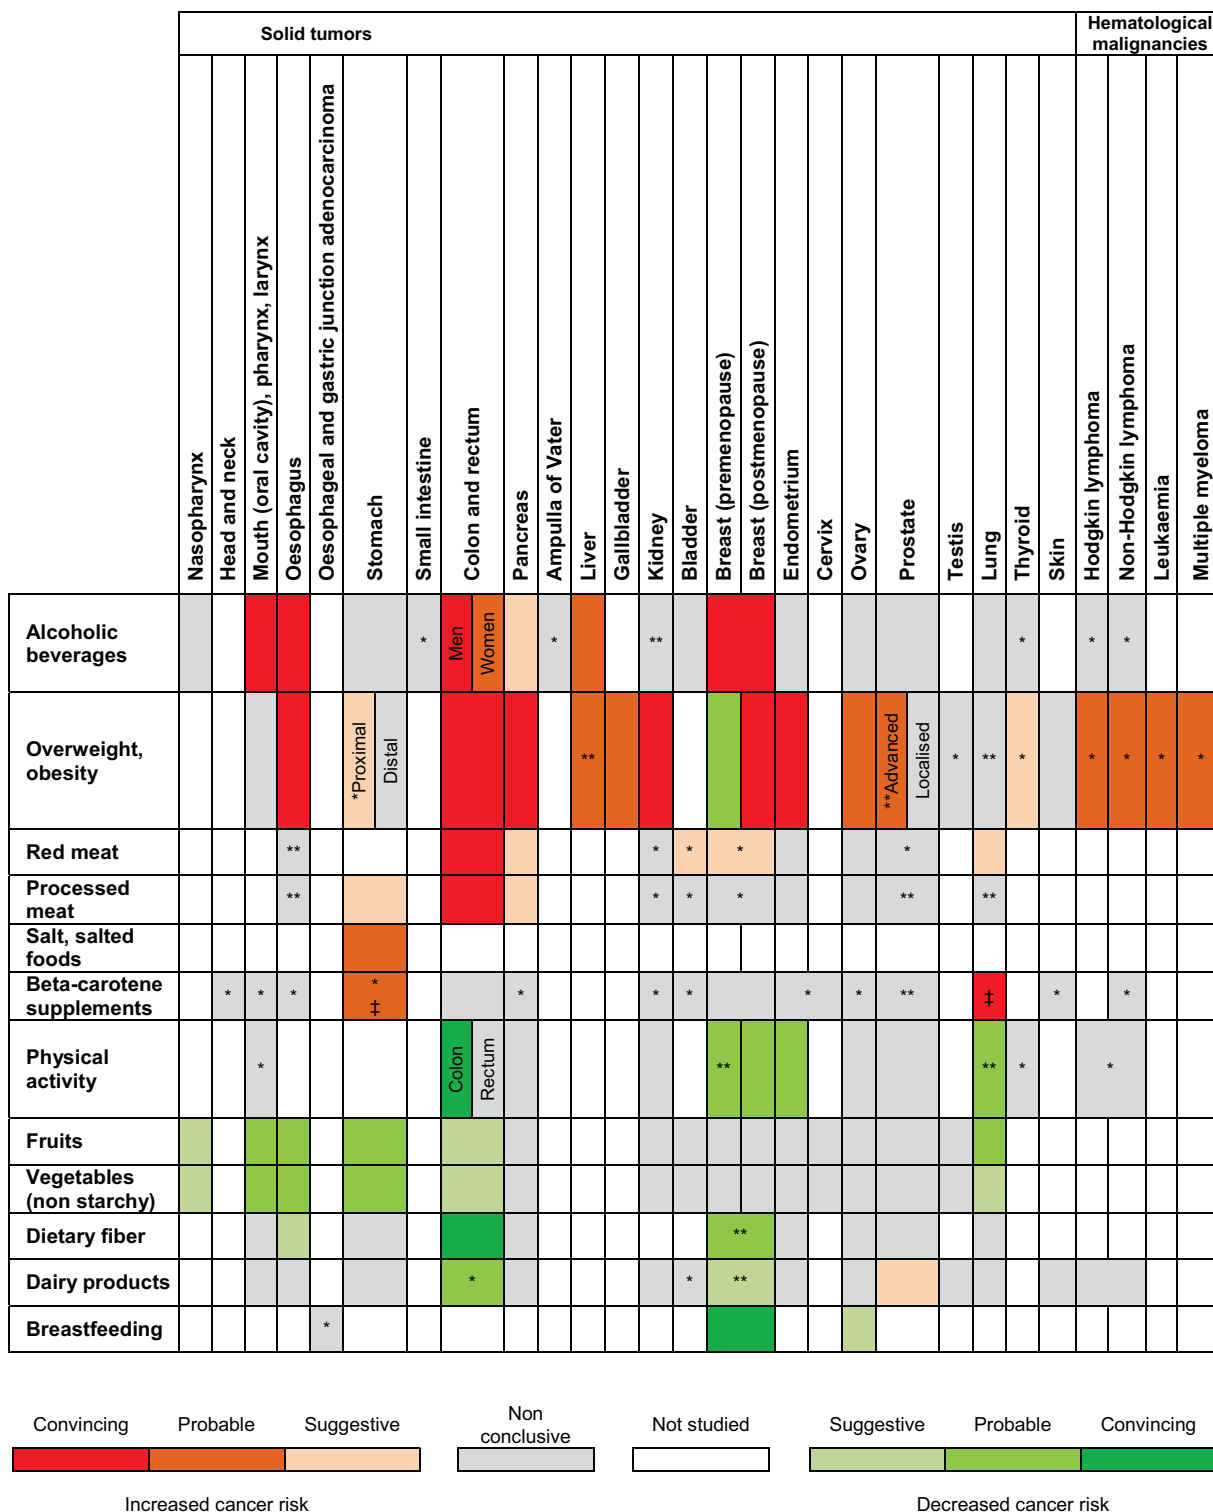 Solid tumors
Hematological
malignancies
Nasopharynx
Head and neck
Mouth (oral cavity), pharynx, larynx
Oesophagus
Oesophageal and gastric junction adenocarcinoma
Stomach
Small intestine
Colon and rectum
Pancreas
Ampulla of Vater
Liver
Gallbladder
Kidney
Bladder
Breast (premenopause)
Breast (postmenopause)
Endometrium
Cervix
Ovary
Prostate
Testis
Lung
Thyroid
Skin
Hodgkin lymphoma
Non-Hodgkin lymphoma
Leukaemia
Multiple myeloma
Alcoholic
beverages
* Men Women * ** * * *
Overweight,
obesity
*Proximal Distal ** **Advanced Localised * ** * * * * *
Red meat
** * * * *
Processed
meat
** * * * ** **
Salt, salted
foods
Beta-carotene
supplements
* * * * ‡ * * * * * ** ‡ * *
Physical
activity
* Colon Rectum ** ** * *
Fruits
Vegetables
(non starchy)
Dietary fiber
**
Dairy products
* * **
Breastfeeding
*
Convincing Probable Suggestive
Non
conclusive
Not studied
Suggestive Probable Convincing
Increased cancer risk
Decreased cancer risk